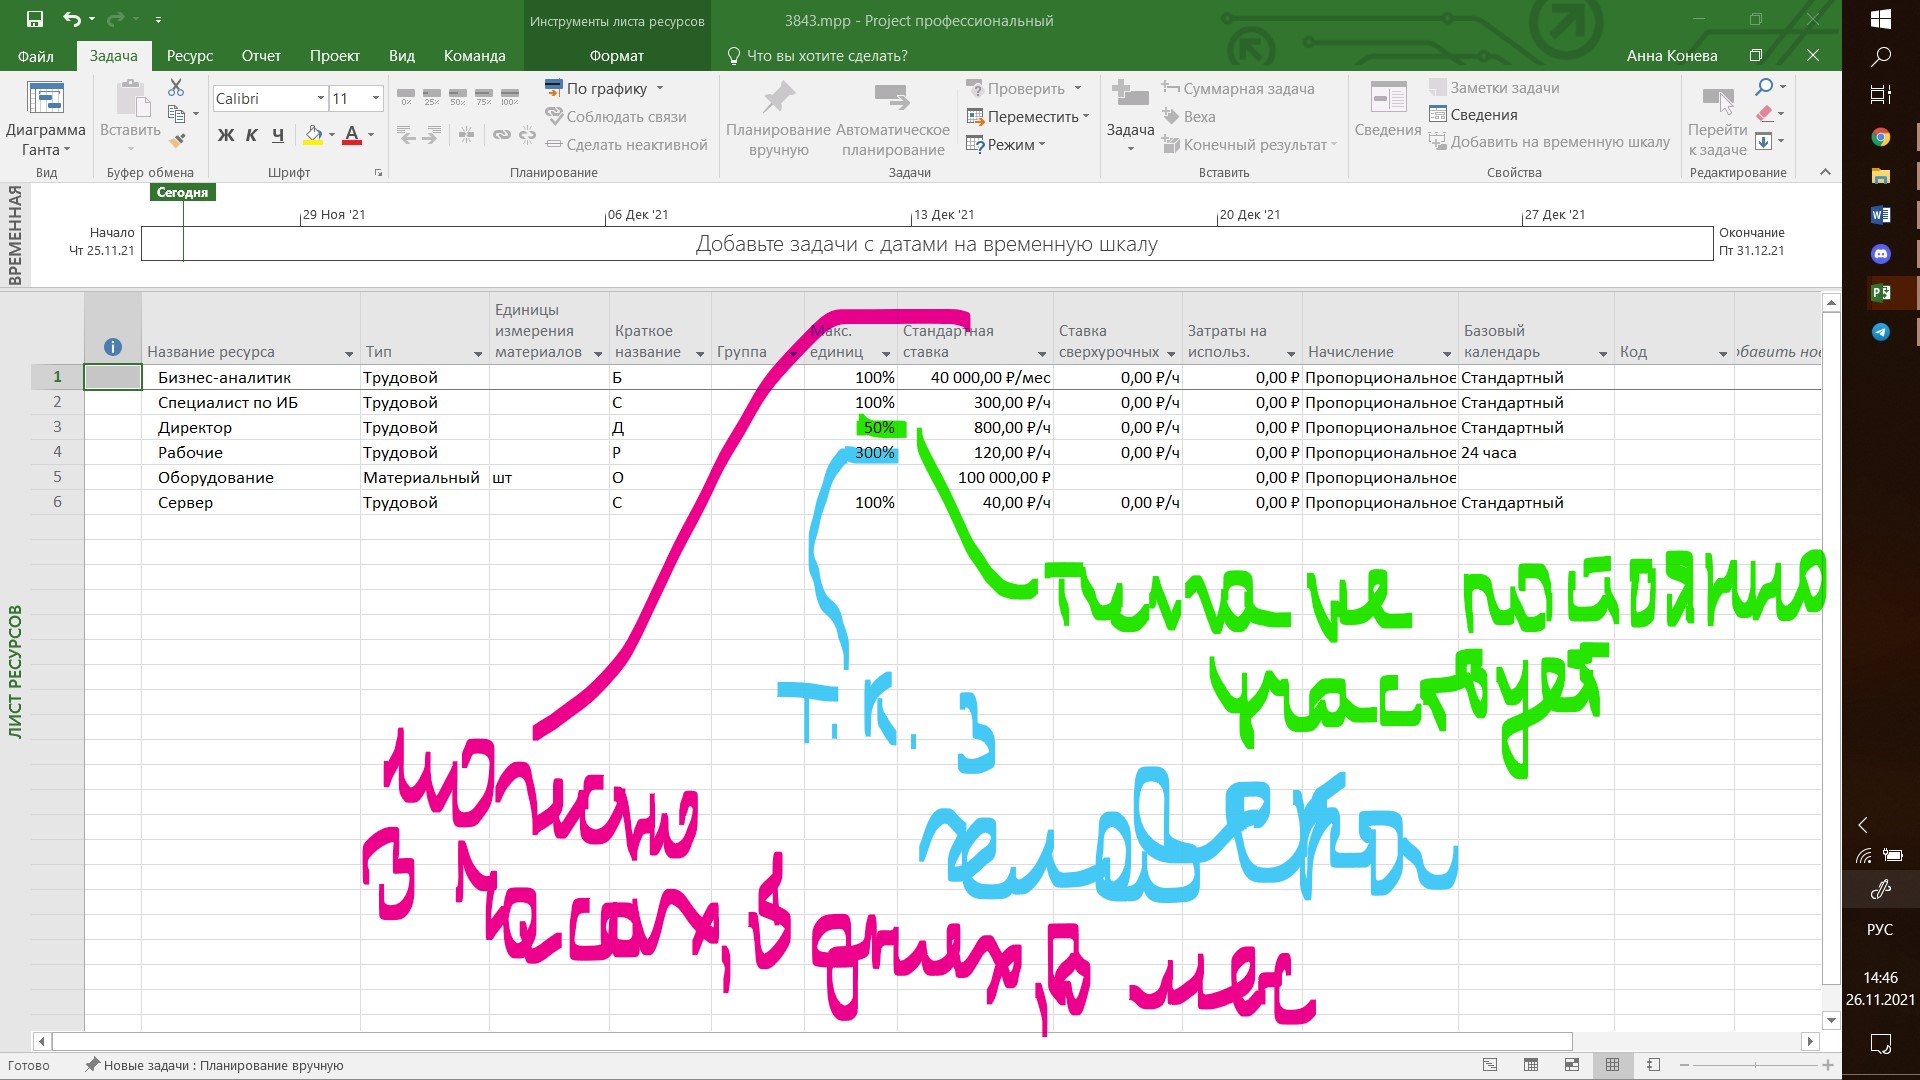 Инструменты листа ресурсов
3843.mpp - Project профессиональный
Файл Задача Ресурс Отчет Проект Вид Команда Формат Что вы хотите сделать? Анна Конева
Диаграмма Ганта
Вид
Вставить
Буфер обмена
Calibri 11
Ж К Ч А
Шрифт
0% 25% 50% 75% 100%
По графику
Соблюдать связи
Сделать неактивной
Планирование
Планирование вручную
Автоматическое планирование
Проверить
Переместить
Режим
Задачи
Задача
Суммарная задача
Веха
Конечный результат
Вставить
Сведения
Заметки задачи
Сведения
Добавить на временную шкалу
Свойства
Перейти к задаче
Редактирование
ВРЕМЕННАЯ
Сегодня
29 Ноя '21 06 Дек '21 13 Дек '21 20 Дек '21 27 Дек '21
Начало
Чт 25.11.21
Добавьте задачи с датами на временную шкалу
Окончание
Пт 31.12.21
ЛИСТ РЕСУРСОВ
Название ресурса Тип Единицы измерения материалов Краткое название Группа Макс. единиц Стандартная ставка Ставка сверхурочных Затраты на использ. Начисление Базовый календарь Код
1 Бизнес-аналитик Трудовой Б 100% 40 000,00 ₽/мес 0,00 ₽/ч 0,00 ₽ Пропорциональное Стандартный
2 Специалист по ИБ Трудовой С 100% 300,00 ₽/ч 0,00 ₽/ч 0,00 ₽ Пропорциональное Стандартный
3 Директор Трудовой Д 50% 800,00 ₽/ч 0,00 ₽/ч 0,00 ₽ Пропорциональное Стандартный
4 Рабочие Трудовой Р 300% 120,00 ₽/ч 0,00 ₽/ч 0,00 ₽ Пропорциональное 24 часа
5 Оборудование Материальный шт О 100 000,00 ₽ 0,00 ₽ Пропорциональное
6 Сервер Трудовой С 100% 40,00 ₽/ч 0,00 ₽/ч 0,00 ₽ Пропорциональное Стандартный
типа не постоянно
участвует
т.к. 3
человека
можно
в часах, в днях, в мес
Готово Новые задачи : Планирование вручную
РУС
14:46
26.11.2021